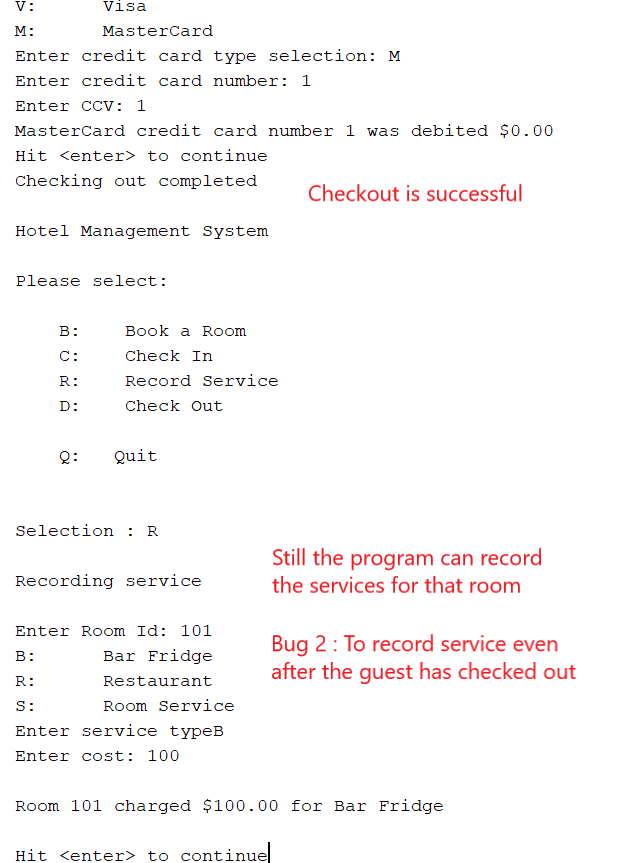 V:      Visa
M:      MasterCard
Enter credit card type selection: M
Enter credit card number: 1
Enter CCV: 1
MasterCard credit card number 1 was debited $0.00
Hit <enter> to continue
Checking out completed
Checkout is successful
Hotel Management System
Please select:
B:    Book a Room
C:    Check In
R:    Record Service
D:    Check Out
Q:   Quit
Selection : R
Still the program can record
the services for that room
Recording service
Enter Room Id: 101
Bug 2 : To record service even
after the guest has checked out
B:      Bar Fridge
R:      Restaurant
S:      Room Service
Enter service typeB
Enter cost: 100
Room 101 charged $100.00 for Bar Fridge
Hit <enter> to continue